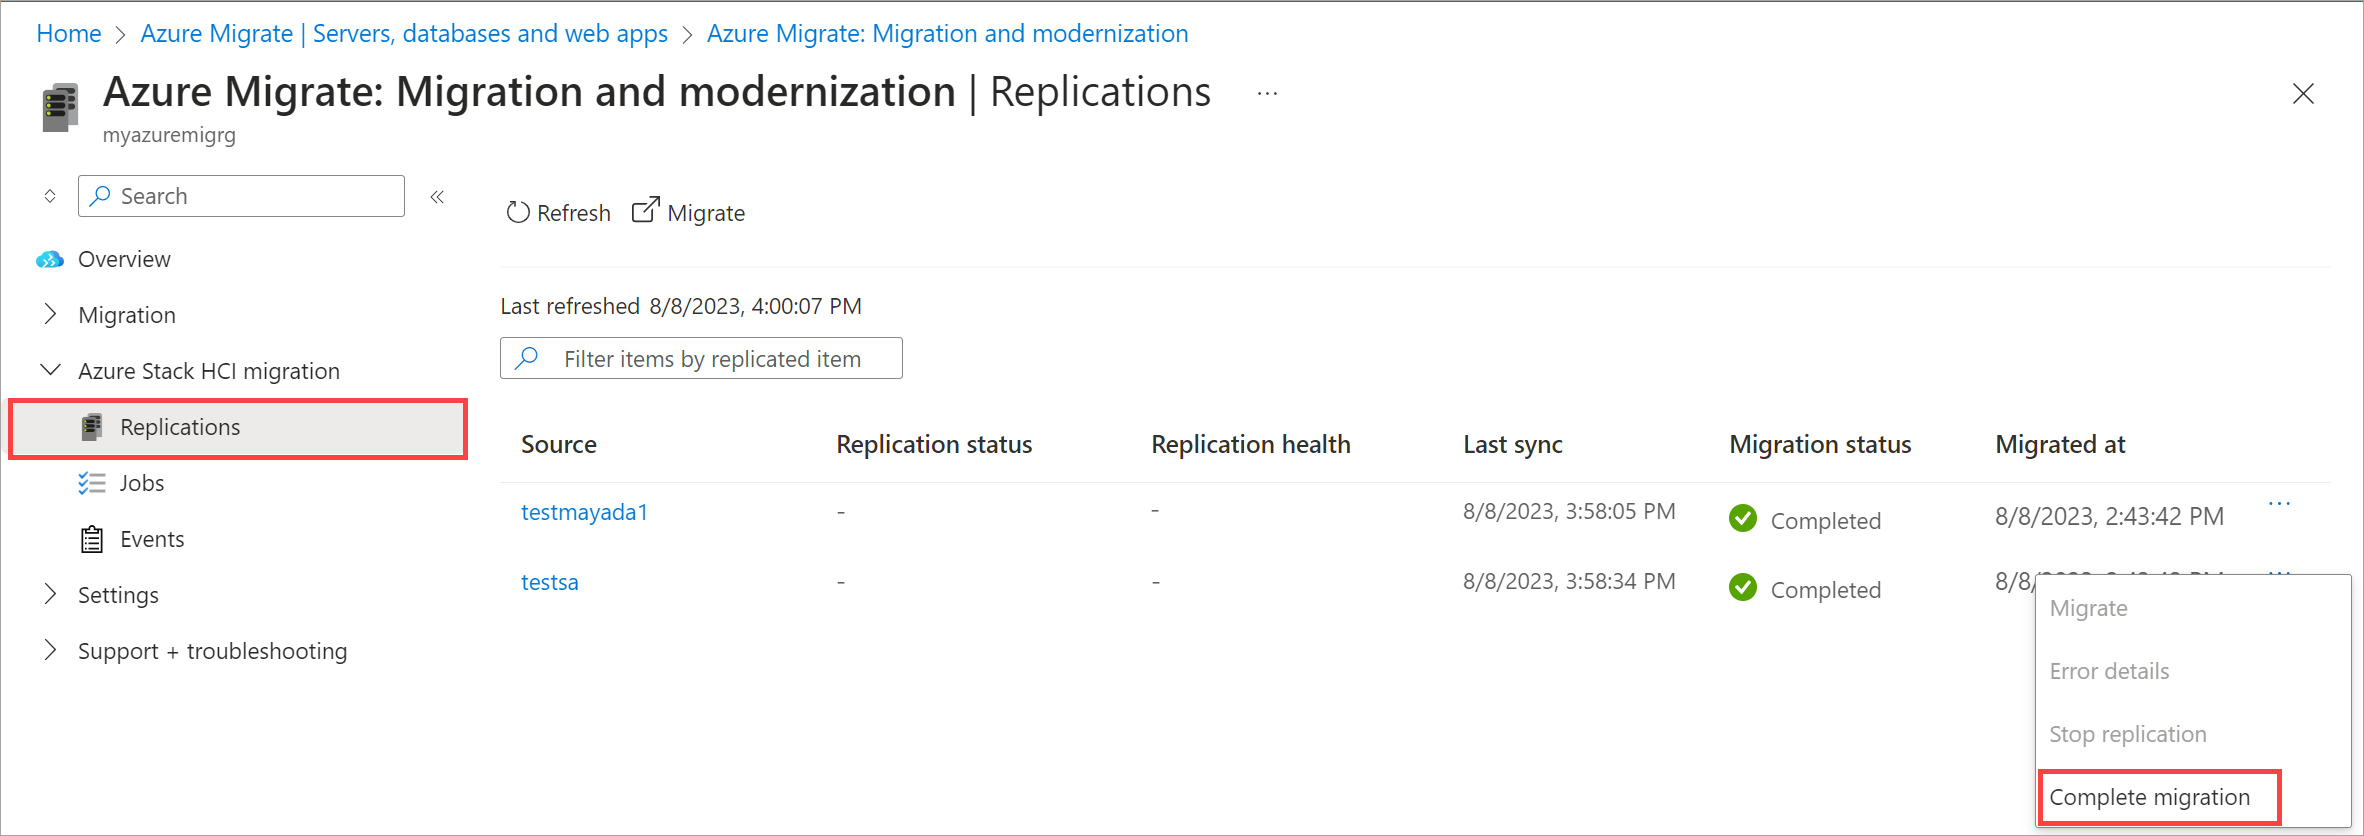 Home > Azure Migrate | Servers, databases and web apps > Azure Migrate: Migration and modernization
Azure Migrate: Migration and modernization | Replications ...
myazuremigrg
Search «
Refresh Migrate
Overview
Migration
Azure Stack HCI migration
Replications
Jobs
Events
Settings
Support + troubleshooting
Last refreshed 8/8/2023, 4:00:07 PM
Filter items by replicated item
Source Replication status Replication health Last sync Migration status Migrated at
testmayada1 - - 8/8/2023, 3:58:05 PM Completed 8/8/2023, 2:43:42 PM ...
testsa - - 8/8/2023, 3:58:34 PM Completed 8/8/
Migrate
Error details
Stop replication
Complete migration